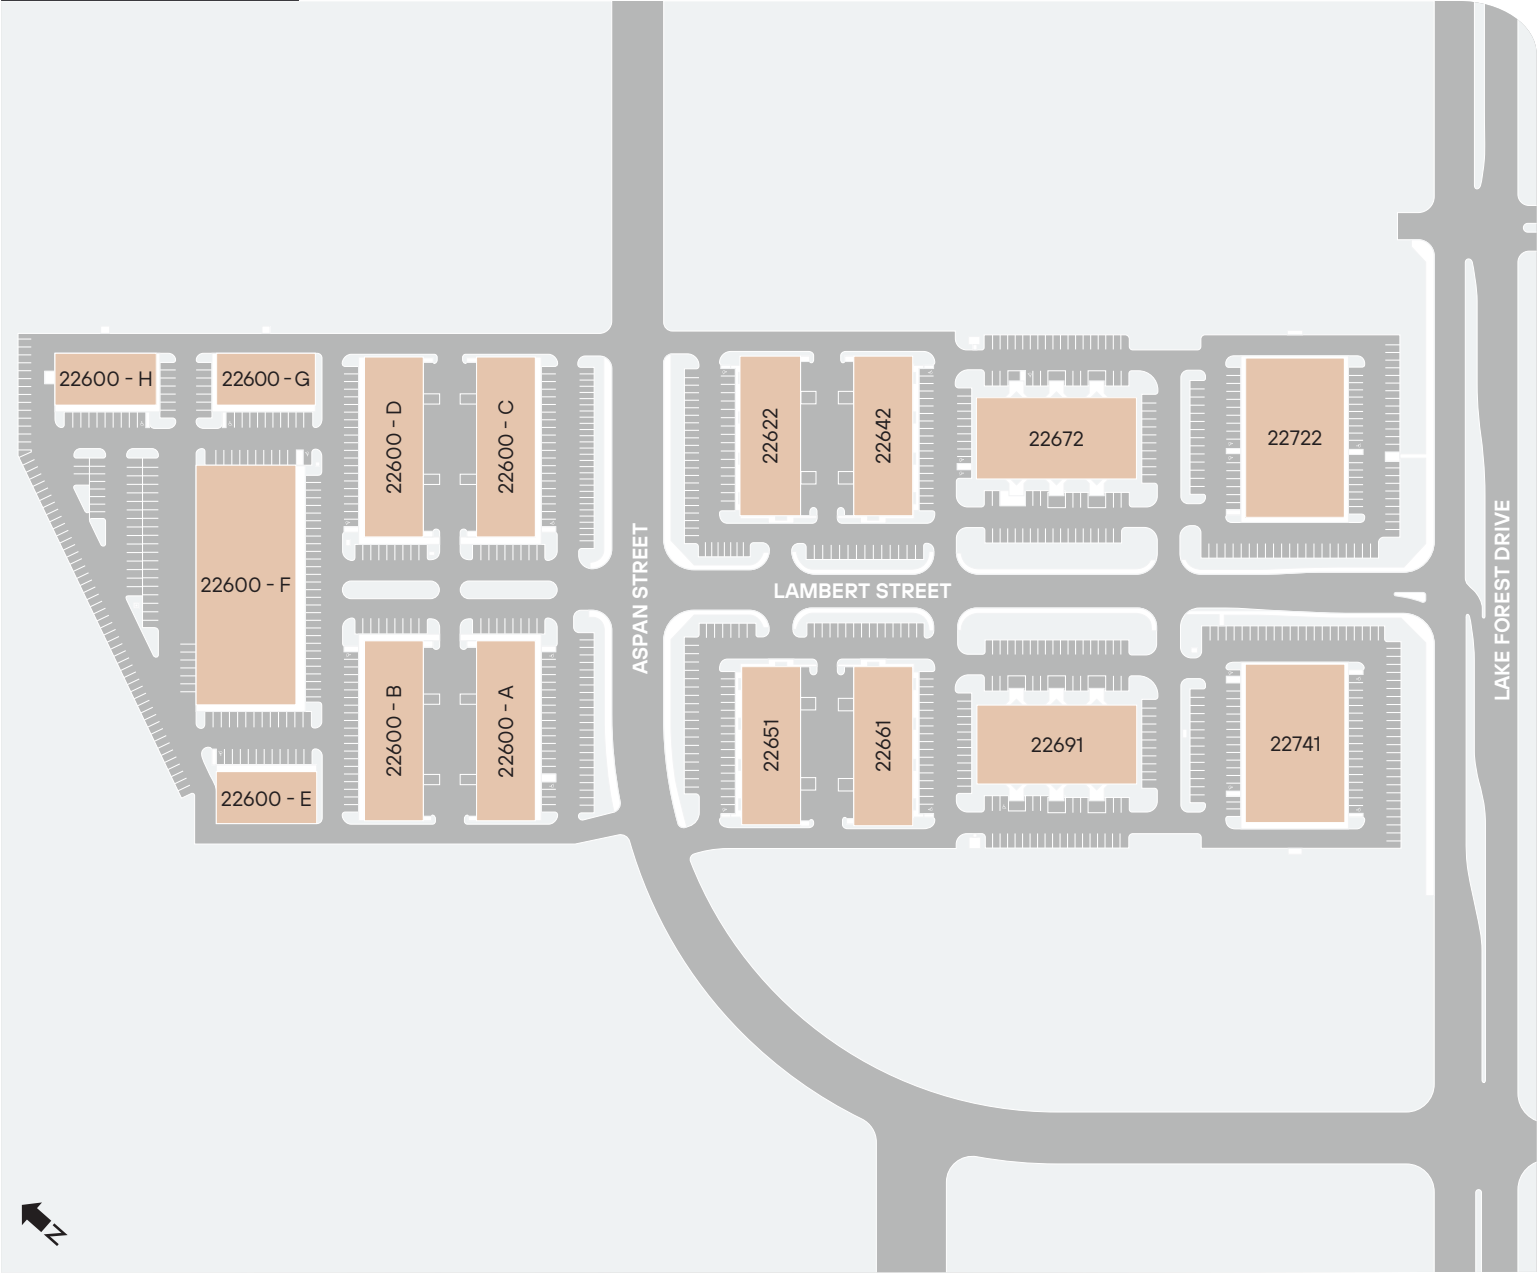 22600 - H
22600 - G
22600 - D
22600 - C
22622
22642
22672
22722
22600 - F
ASPAN STREET
LAMBERT STREET
LAKE FOREST DRIVE
22600 - B
22600 - A
22651
22661
22691
22741
22600 - E
N